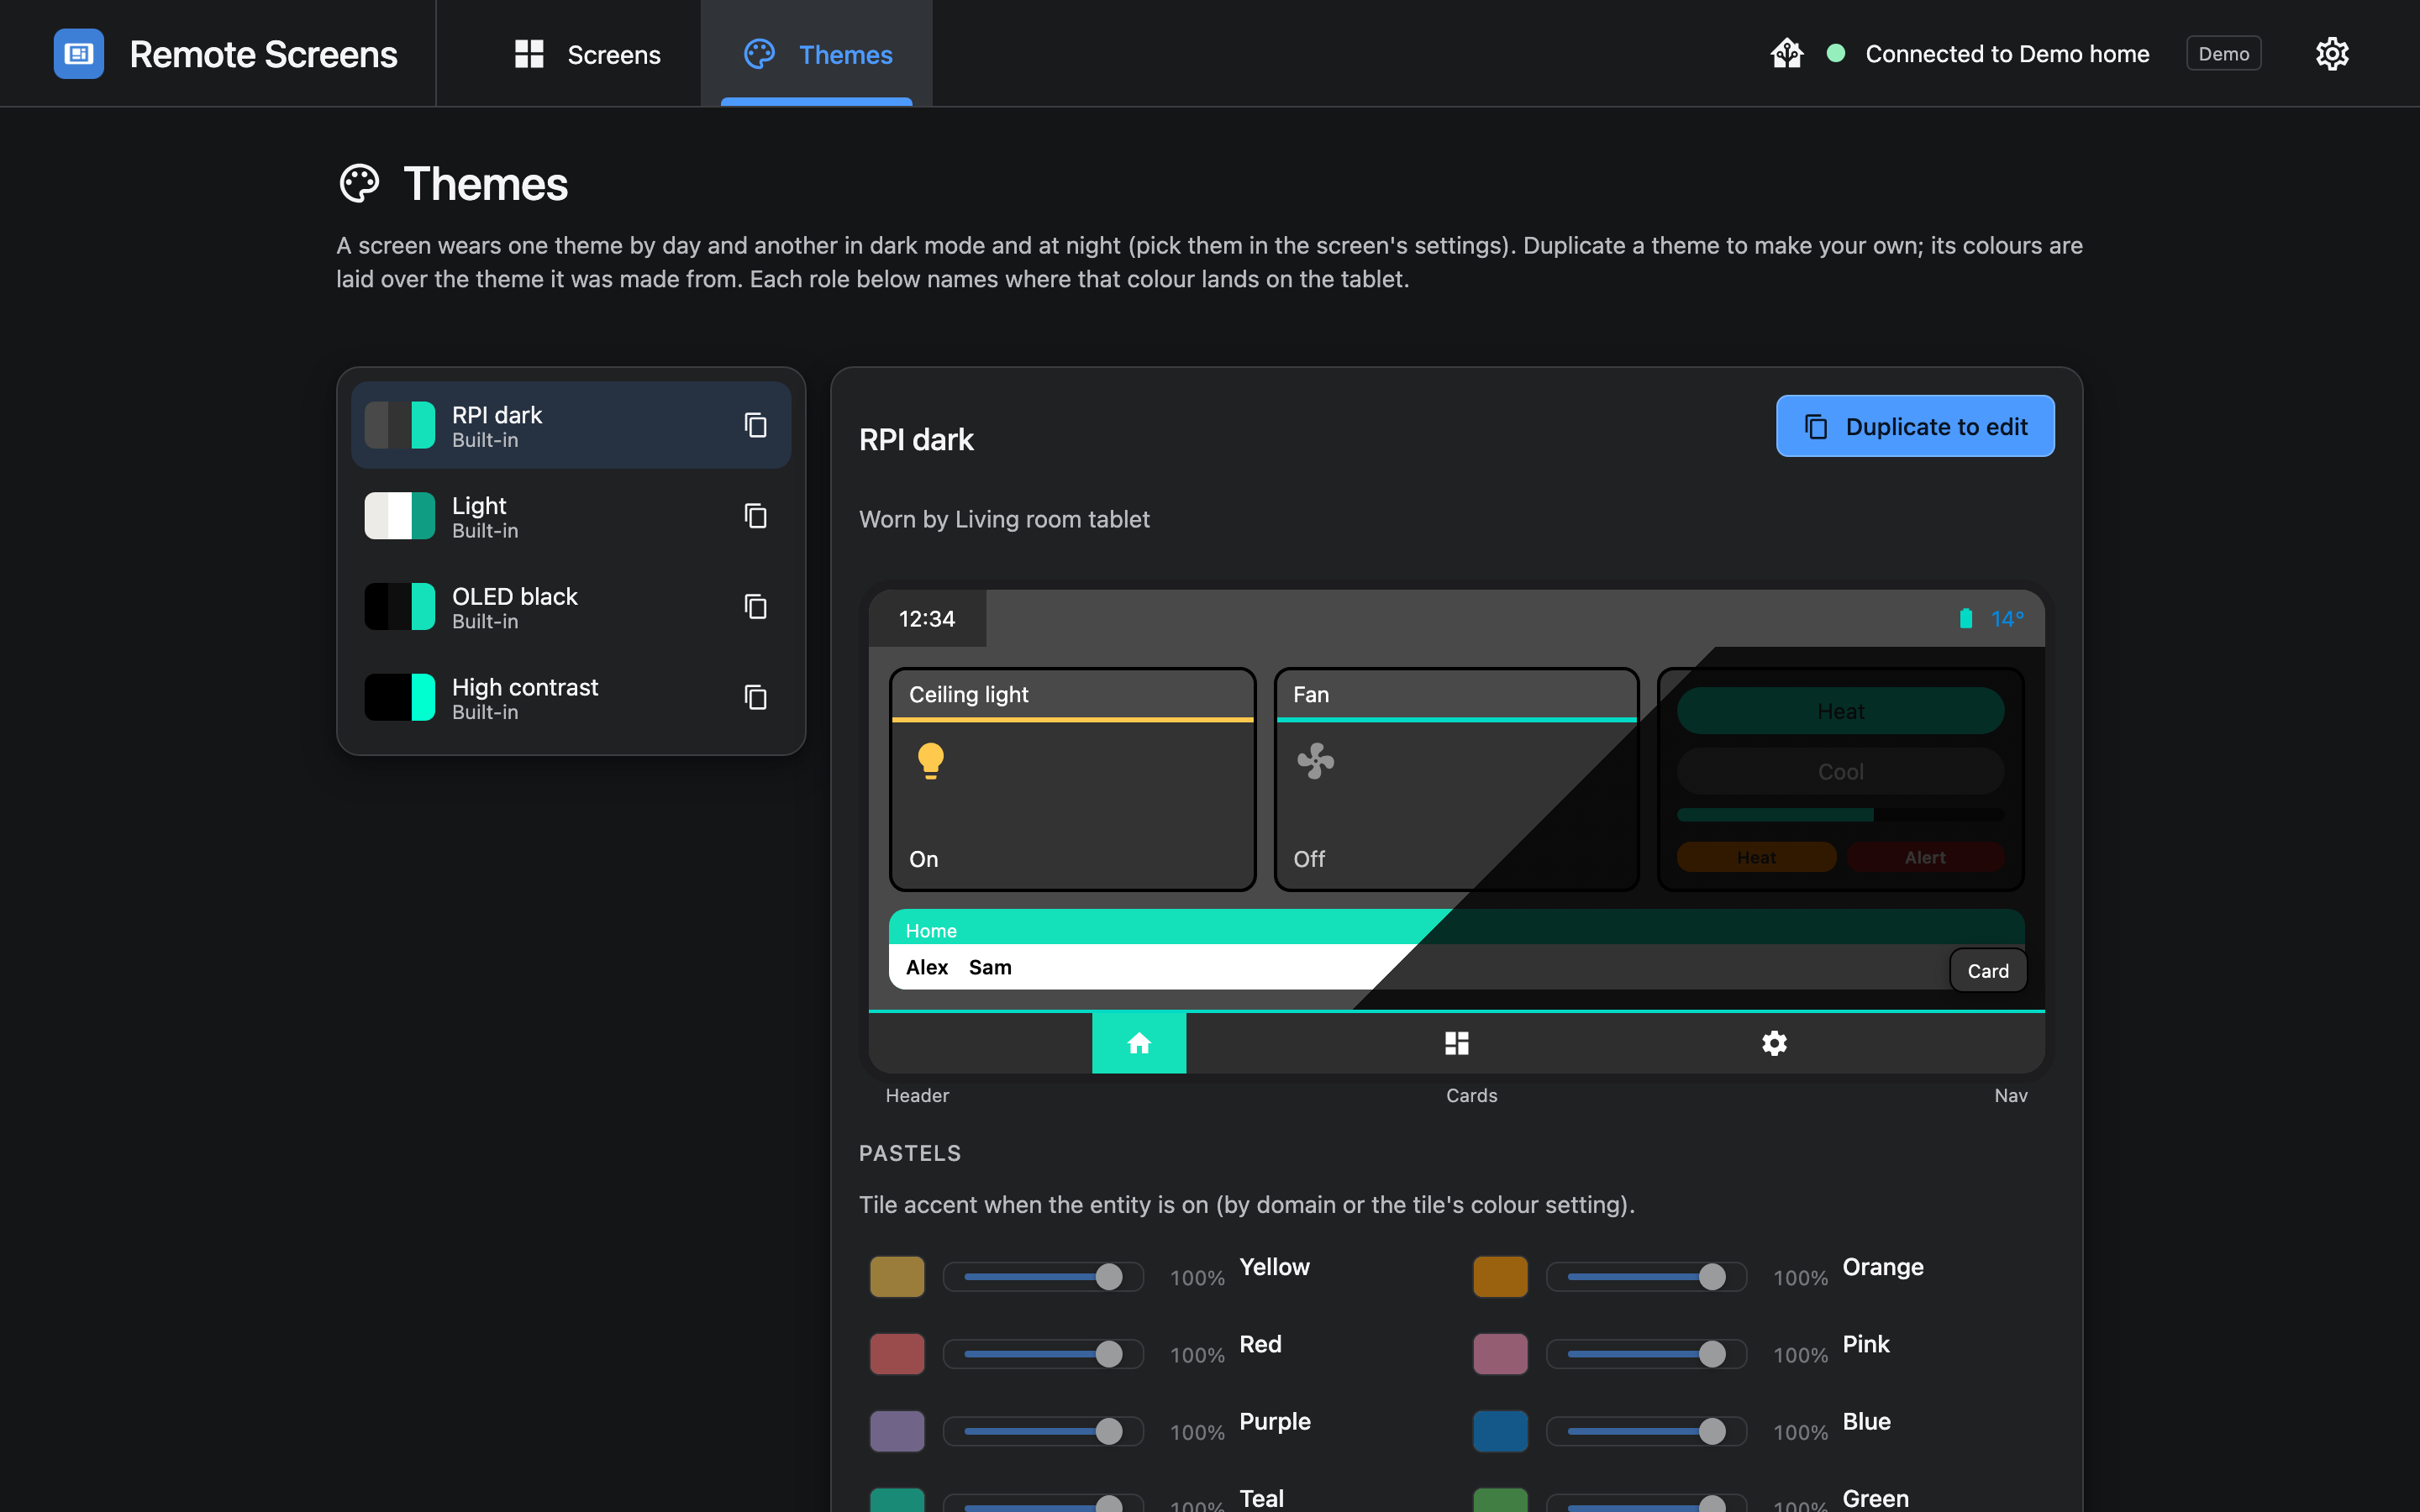 Remote Screens
Screens
Themes
Connected to Demo home
Demo
Themes
A screen wears one theme by day and another in dark mode and at night (pick them in the screen's settings). Duplicate a theme to make your own; its colours are
laid over the theme it was made from. Each role below names where that colour lands on the tablet.
RPI dark
Built-in
Light
Built-in
OLED black
Built-in
High contrast
Built-in
RPI dark
Duplicate to edit
Worn by Living room tablet
12:34
14°
Ceiling light
On
Fan
Off
Heat
Cool
Heat
Alert
Home
Alex Sam
Card
Header
Cards
Nav
PASTELS
Tile accent when the entity is on (by domain or the tile's colour setting).
100% Yellow
100% Orange
100% Red
100% Pink
100% Purple
100% Blue
100% Teal
100% Green